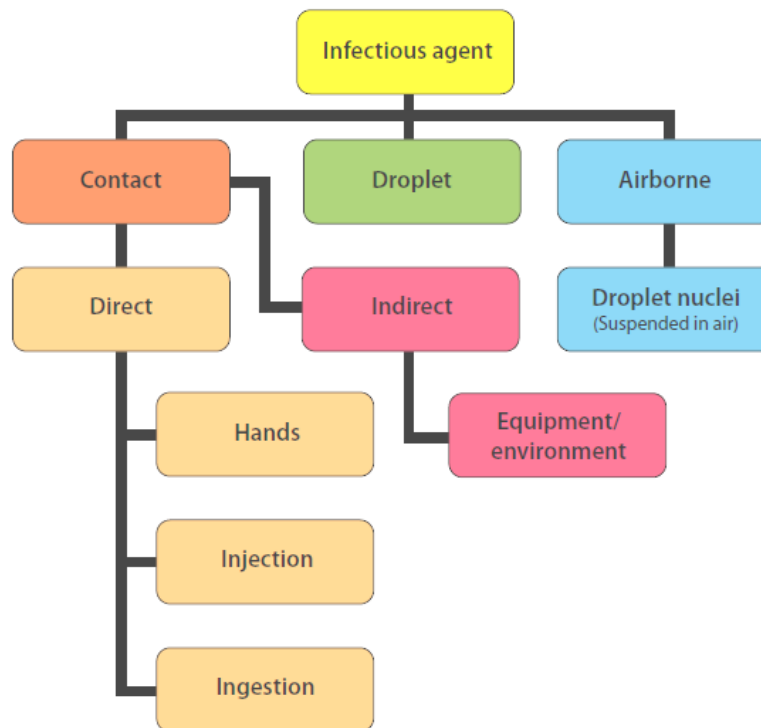 Infectious agent
Contact
Droplet
Airborne
Direct
Indirect
Droplet nuclei
(Suspended in air)
Hands
Equipment/
environment
Injection
Ingestion